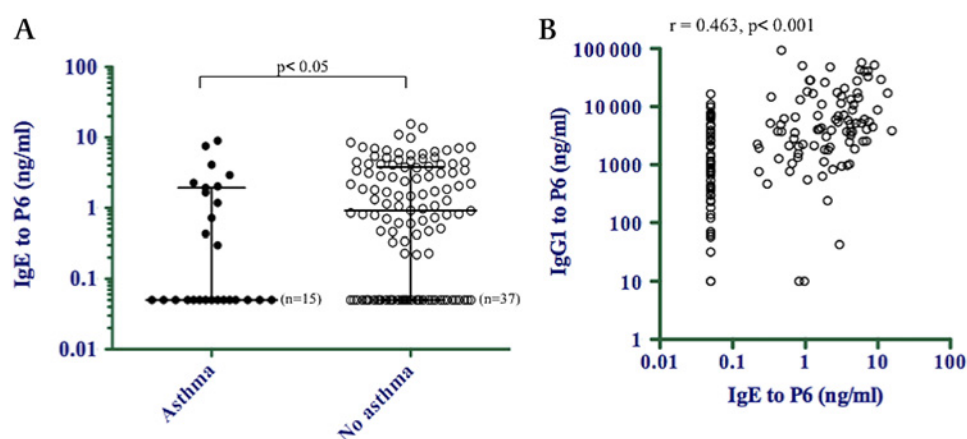 A
IgE to P6 (ng/ml)
100
10
1
0.1
0.01
p< 0.05
(n=15)
(n=37)
Asthma
No asthma
B
r = 0.463, p< 0.001
IgG1 to P6 (ng/ml)
100 000
10 000
1000
100
10
1
0.01
0.1
1
10
100
IgE to P6 (ng/ml)